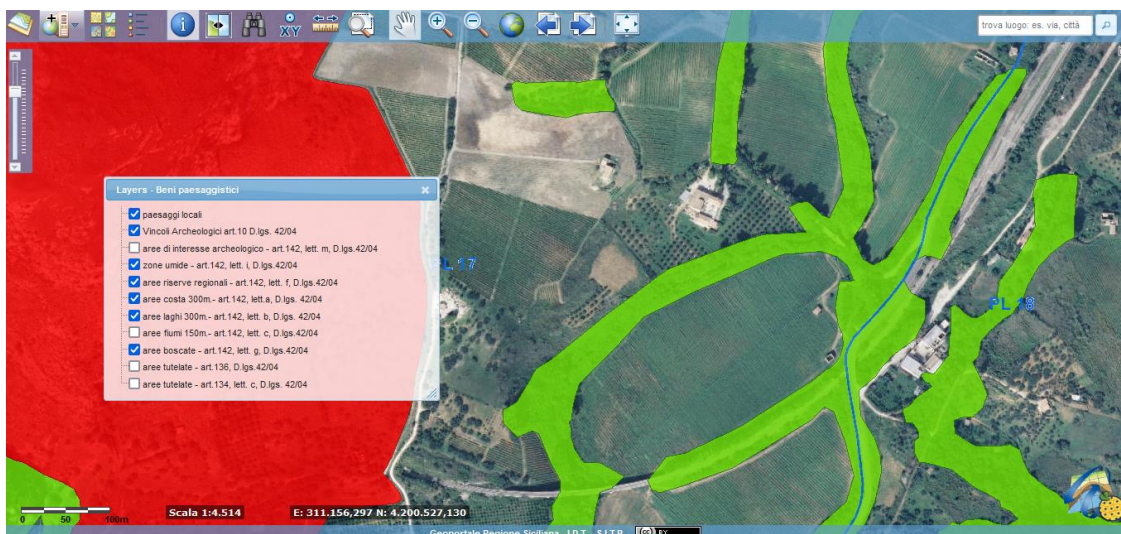 XY
trova luogo: es. via, città
Layers - Beni paesaggistici
paesaggi locali
Vincoli Archeologici art.10 D.lgs. 42/04
aree di interesse archeologico - art.142, lett. m, D.lgs.42/04
zone umide - art.142, lett. i, D.lgs.42/04
aree riserve regionali - art.142, lett. f, D.lgs.42/04
aree costa 300m.- art.142, lett.a, D.lgs.42/04
aree laghi 300m.- art.142, lett. b, D.lgs.42/04
aree fiumi 150m.- art.142, lett. c, D.lgs.42/04
aree boscate - art.142, lett. g, D.lgs.42/04
aree tutelate - art.136, D.lgs.42/04
aree tutelate - art.134, lett. c, D.lgs. 42/04
PL 17
PL 18
0 50 100m
Scala 1:4.514
E: 311.156,297 N: 4.200.527,130
Geoportale Regione Siciliana I.D.T. - S.I.T.R.
(cc) BY